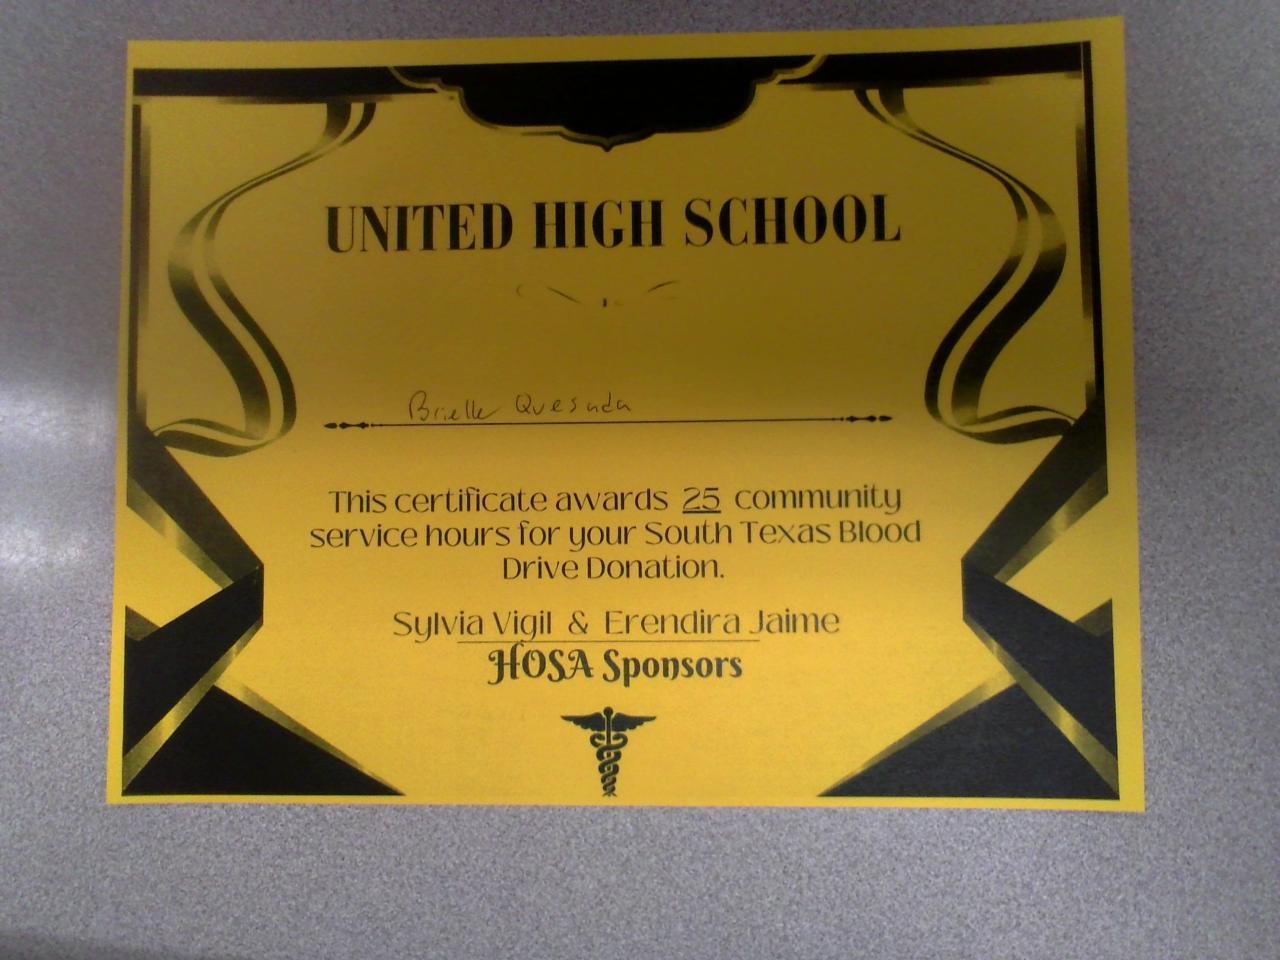 UNITED HIGH SCHOOL
Brielle Quesada
This certificate awards 25 community
service hours for your South Texas Blood
Drive Donation.
Sylvia Vigil & Erendira Jaime
HOSA Sponsors